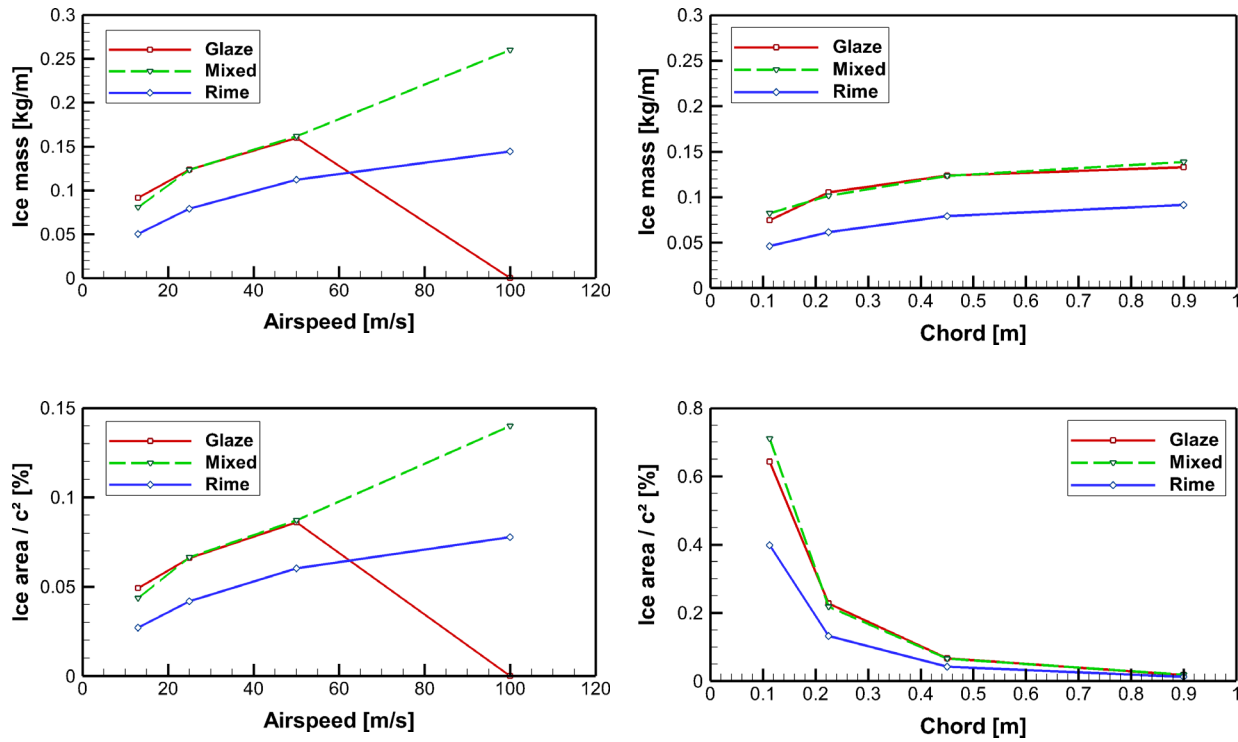 0.3
0.25
0.2
0.15
0.1
0.05
0
Ice mass [kg/m]
Glaze
Mixed
Rime
0 20 40 60 80 100 120
Airspeed [m/s]
0.3
0.25
0.2
0.15
0.1
0.05
0
Ice mass [kg/m]
Glaze
Mixed
Rime
0 0.1 0.2 0.3 0.4 0.5 0.6 0.7 0.8 0.9 1
Chord [m]
0.15
0.1
0.05
0
Ice area / c² [%]
Glaze
Mixed
Rime
0 20 40 60 80 100 120
Airspeed [m/s]
0.8
0.6
0.4
0.2
0
Ice area / c² [%]
Glaze
Mixed
Rime
0 0.1 0.2 0.3 0.4 0.5 0.6 0.7 0.8 0.9 1
Chord [m]